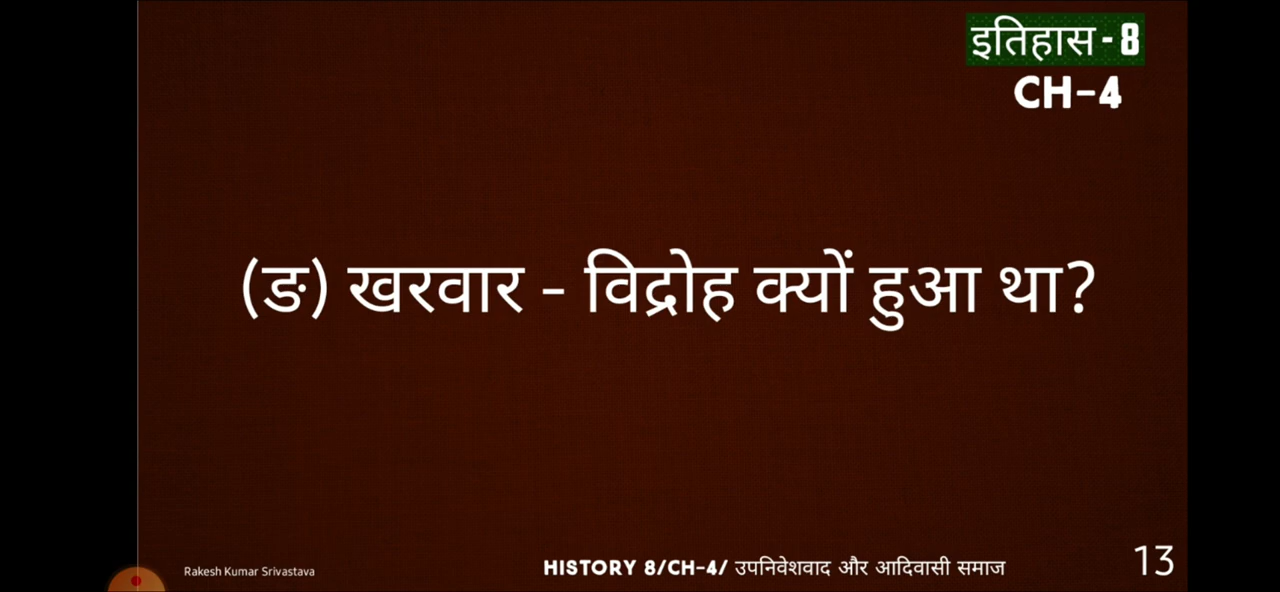 इतिहास - 8
CH-4
(ङ) खरवार - विद्रोह क्यों हुआ था?
Rakesh Kumar Srivastava
HISTORY 8/CH-4/ उपनिवेशवाद और आदिवासी समाज
13